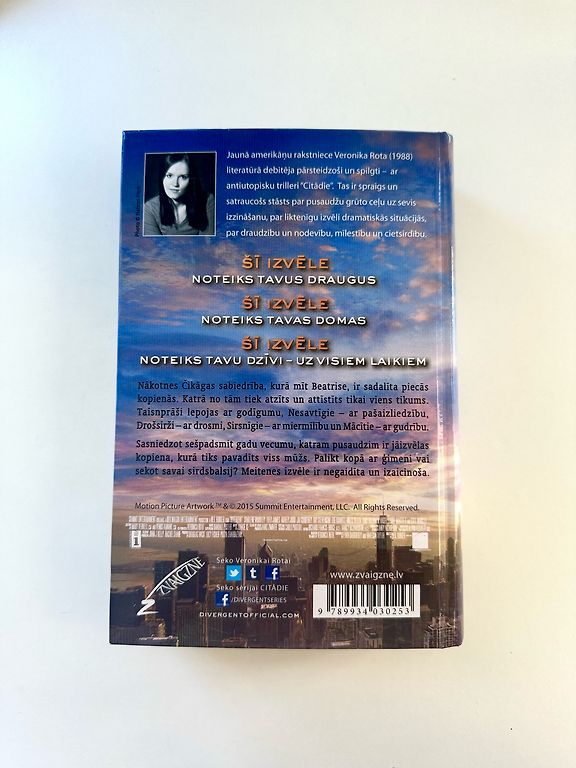 Jaunā amerikāņu rakstniece Veronika Rota (1988)
literatūrā debitēja pārsteidzoši un spilgti – ar
antiutopisku trilleri "Citādie". Tas ir spraigs un
satraucošs stāsts par pusaudžu grūto ceļu uz sevis
izzināšanu, par liktenīgu izvēli dramatiskās situācijās,
par draudzību un nodevību, mīlestību un cietsirdību.
ŠĪ IZVĒLE
NOTEIKS TAVUS DRAUGUS
ŠĪ IZVĒLE
NOTEIKS TAVAS DOMAS
ŠĪ IZVĒLE
NOTEIKS TAVU DZĪVI – UZ VISIEM LAIKIEM
Nākotnes Čikāgas sabiedrība, kurā mīt Beatrise, ir sadalīta piecās
kopienās. Katrā no tām tiek atzīts un attīstīts tikai viens tikums.
Taisnprāši lepojas ar godīgumu, Nesavtīgie – ar pašaizliedzību,
Drošsirži – ar drosmi, Sirsnīgie – ar miermīlību un Mācītie – ar gudrību.
Sasniedzot sešpadsmit gadu vecumu, katram pusaudzim ir jāizvēlas
kopiena, kurā tiks pavadīts viss mūžs. Palikt kopā ar ģimeni vai
sekot savai sirdsbalsij? Meitenes izvēle ir negaidīta un izaicinoša.
Motion Picture Artwork™ & © 2015 Summit Entertainment, LLC. All Rights Reserved.
ZVAIGZNE
Seko Veronikai Rotai
Seko sērijai CITĀDIE
/DIVERGENTSERIES
DIVERGENTOFFICIAL.COM
www.zvaigzne.lv
9 789934 030253